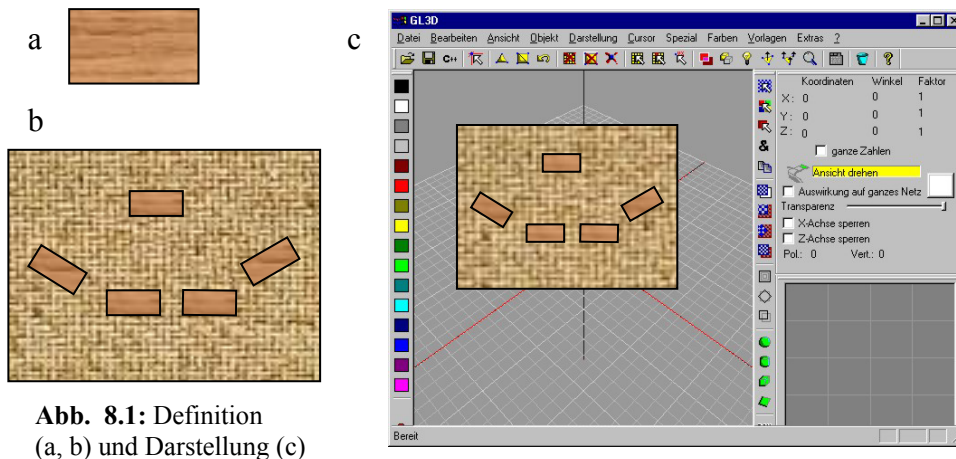 a
c
b
GL3D
Datei Bearbeiten Ansicht Objekt Darstellung Cursor Spezial Farben Vorlagen Extras ?
C++
Koordinaten Winkel Faktor
X: 0 0 1
Y: 0 0 1
Z: 0 0 1
ganze Zahlen
Ansicht drehen
Auswirkung auf ganzes Netz
Transparenz
X-Achse sperren
Z-Achse sperren
Pol.: 0 Vert.: 0
&
Bereit
Abb. 8.1: Definition
(a, b) und Darstellung (c)